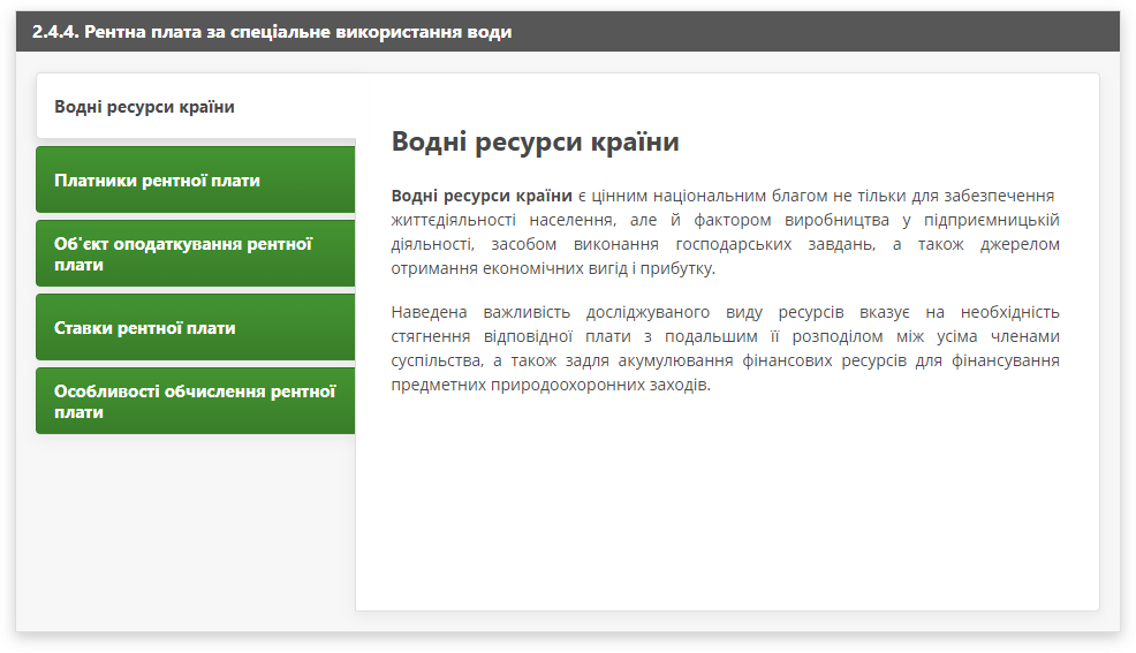 2.4.4. Рентна плата за спеціальне використання води
Водні ресурси країни
Платники рентної плати
Об'єкт оподаткування рентної
плати
Ставки рентної плати
Особливості обчислення рентної
плати
Водні ресурси країни
Водні ресурси країни є цінним національним благом не тільки для забезпечення
життєдіяльності населення, але й фактором виробництва у підприємницькій
діяльності, засобом виконання господарських завдань, а також джерелом
отримання економічних вигід і прибутку.
Наведена важливість досліджуваного виду ресурсів вказує на необхідність
стягнення відповідної плати з подальшим її розподілом між усіма членами
суспільства, а також задля акумулювання фінансових ресурсів для фінансування
предметних природоохоронних заходів.